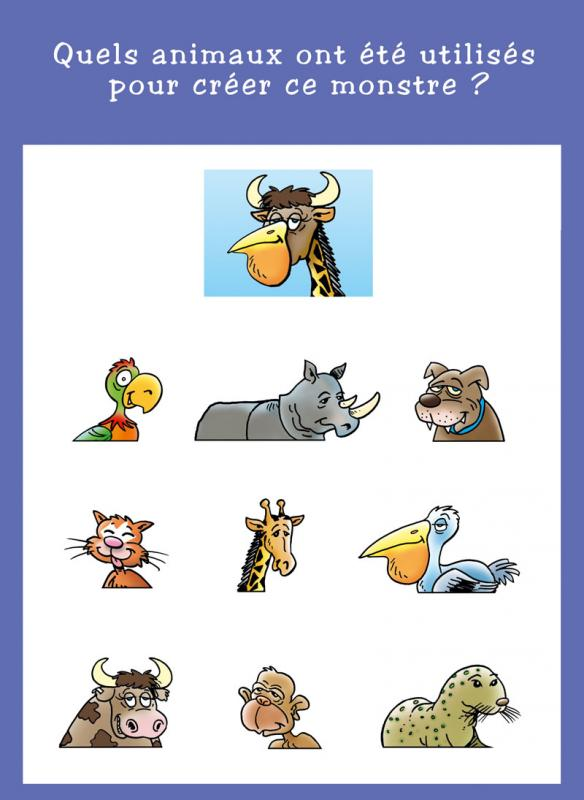 Quels animaux ont été utilisés
pour créer ce monstre ?